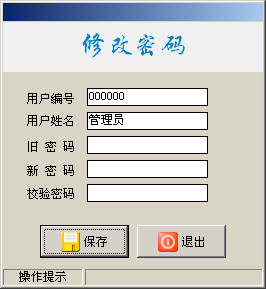 修改密码
用户编号 000000
用户姓名 管理员
旧 密 码
新 密 码
校验密码
保存 退出
操作提示